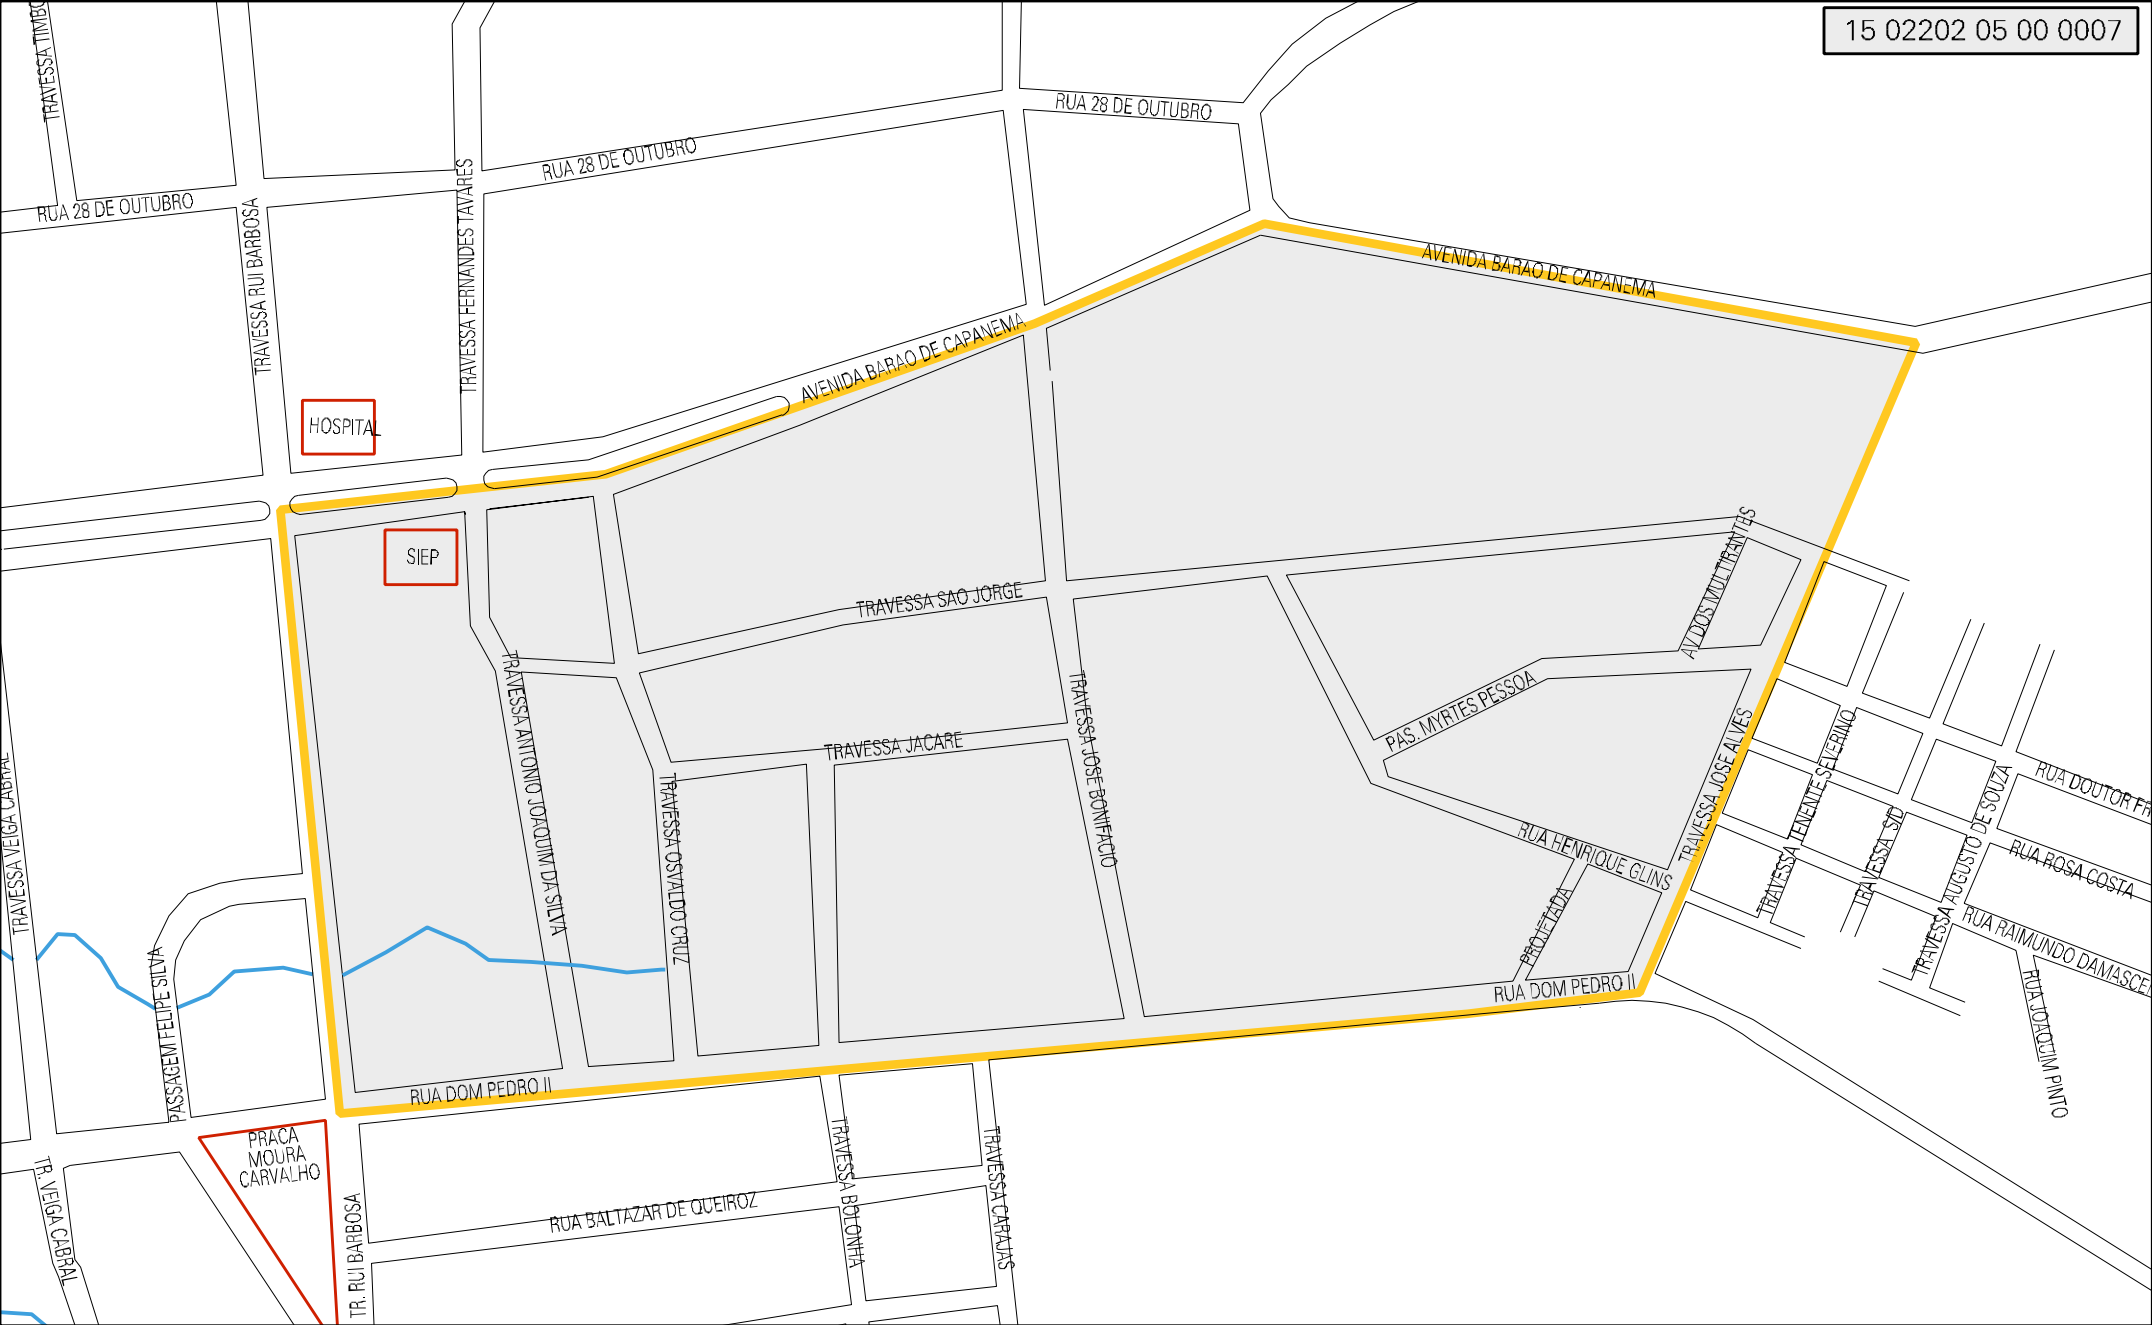 15 02202 05 00 0007
RUA 28 DE OUTUBRO
RUA 28 DE OUTUBRO
RUA 28 DE OUTUBRO
TRAVESSA RUI BARBOSA
TRAVESSA FERNANDES TAVARES
AVENIDA BARAO DE CAPANEMA
AVENIDA BARAO DE CAPANEMA
HOSPITAL
SIEP
AV DOS MULTIRANTES
TRAVESSA SAO JORGE
TRAVESSA ANTONIO JOAQUIM DA SILVA
TRAVESSA JACARE
TRAVESSA JOSE BONIFACIO
PAS. MYRTES PESSOA
TRAVESSA JOSE ALVES
TRAVESSA TENENTE SEVERINO
TRAVESSA S/D
TRAVESSA AUGUSTO DE SOUZA
RUA DOUTOR FR
RUA ROSA COSTA
RUA RAIMUNDO DAMASCE
RUA JOAQUIM PINTO
TRAVESSA VEIGA CABRAL
TRAVESSA OSVALDO CRUZ
RUA HENRIQUE GLINS
PROJETADA
PASSAGEM FELIPE SILVA
RUA DOM PEDRO II
RUA DOM PEDRO II
PRACA
MOURA
CARVALHO
TR. VEIGA CABRAL
TR. RUI BARBOSA
RUA BALTAZAR DE QUEIROZ
TRAVESSA BOLONHA
TRAVESSA CARAJAS